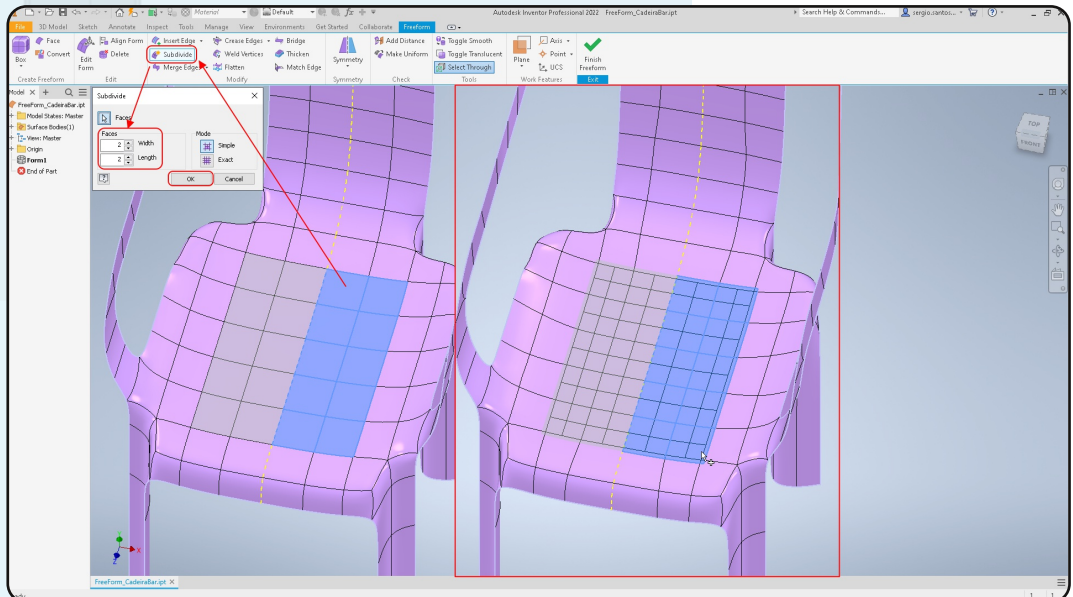 Material Default fx Autodesk Inventor Professional 2022 FreeForm_CadeiraBar.ipt Search Help & Commands... sergio.santos...
File 3D Model Sketch Annotate Inspect Tools Manage View Environments Get Started Collaborate Freeform
Face Align Form Insert Edge Crease Edges Bridge Add Distance Toggle Smooth Axis
Box Convert Edit Form Delete Subdivide Weld Vertices Thicken Symmetry Make Uniform Toggle Translucent Plane Point Finish Freeform
Merge Edges Flatten Match Edge Select Through UCS
Create Freeform Edit Modify Symmetry Check Tools Work Features Exit
Model
FreeForm_CadeiraBar.ipt
Model States: Master
Surface Bodies(1)
View: Master
Origin
Form1
End of Part
Subdivide
Faces
Faces Mode
2 Width Simple
2 Length Exact
OK Cancel
TOP
FRONT
Y
X
Z
FreeForm_CadeiraBar.ipt
1 1